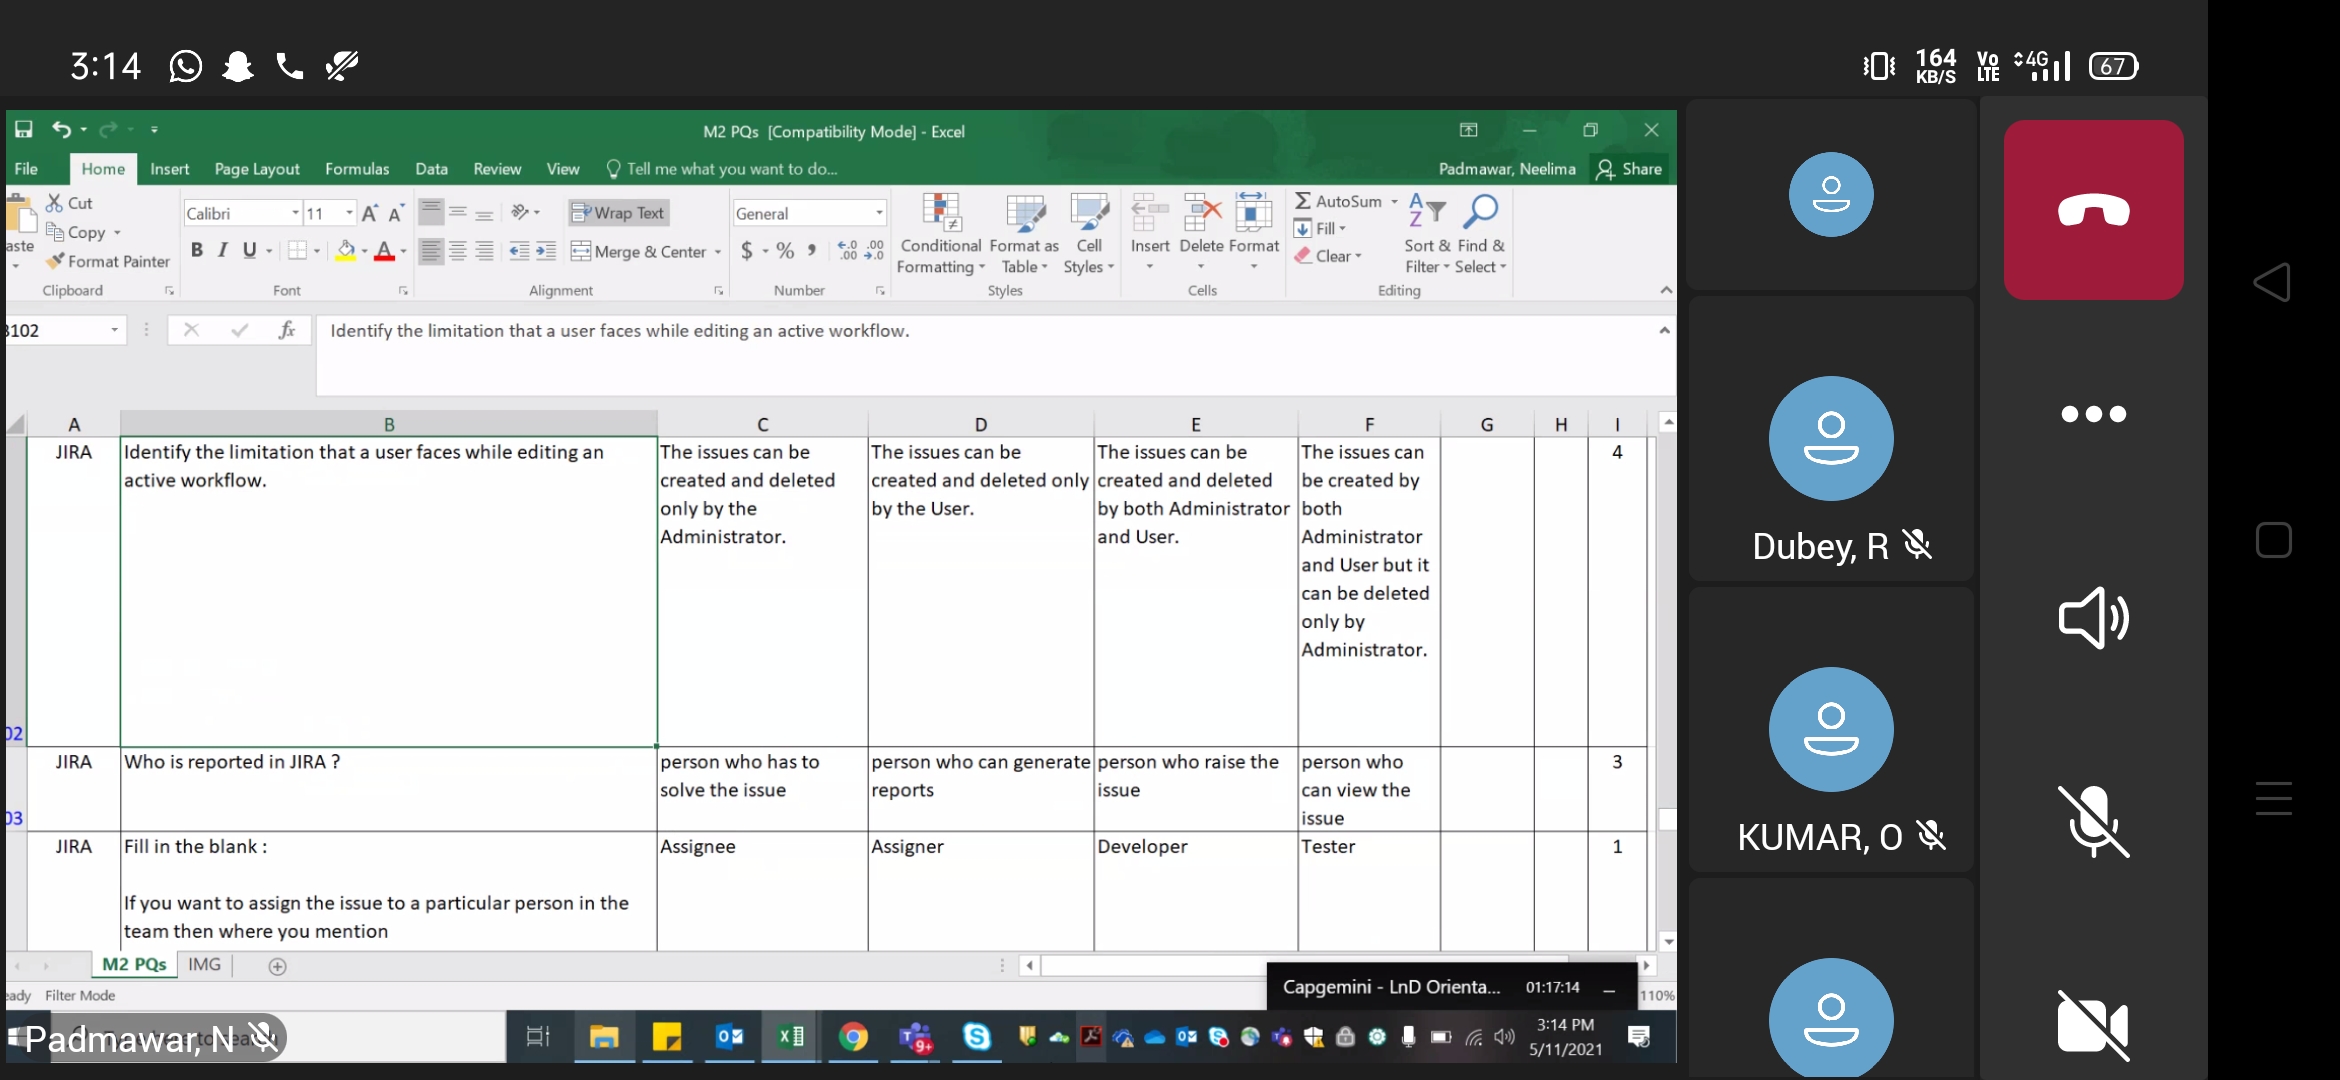 3:14
164 KB/S Vo LTE 4G 67
M2 PQs [Compatibility Mode] - Excel
File Home Insert Page Layout Formulas Data Review View Tell me what you want to do... Padmawar, Neelima Share
aste Cut
Copy
Format Painter
Clipboard
Calibri 11 A A
B I U A
Font
Wrap Text
Merge & Center
Alignment
General
$ % , .0 .00 .00 .0
Number
Conditional Formatting
Format as Table
Cell Styles
Styles
Insert Delete Format
Cells
AutoSum
Fill
Clear
Sort & Filter
Find & Select
Editing
3102 fx Identify the limitation that a user faces while editing an active workflow.
A B C D E F G H I
JIRA
Identify the limitation that a user faces while editing an
active workflow.
The issues can be
created and deleted
only by the
Administrator.
The issues can be
created and deleted only
by the User.
The issues can be
created and deleted
by both Administrator
and User.
The issues can
be created by
both
Administrator
and User but it
can be deleted
only by
Administrator.
4
02
JIRA
Who is reported in JIRA ?
person who has to
solve the issue
person who can generate
reports
person who raise the
issue
person who
can view the
issue
3
03
JIRA
Fill in the blank :
If you want to assign the issue to a particular person in the
team then where you mention
Assignee
Assigner
Developer
Tester
1
M2 PQs IMG
eady Filter Mode
Capgemini - LnD Orienta... 01:17:14
110%
Padmawar, N
9+
3:14 PM
5/11/2021
Dubey, R
KUMAR, O